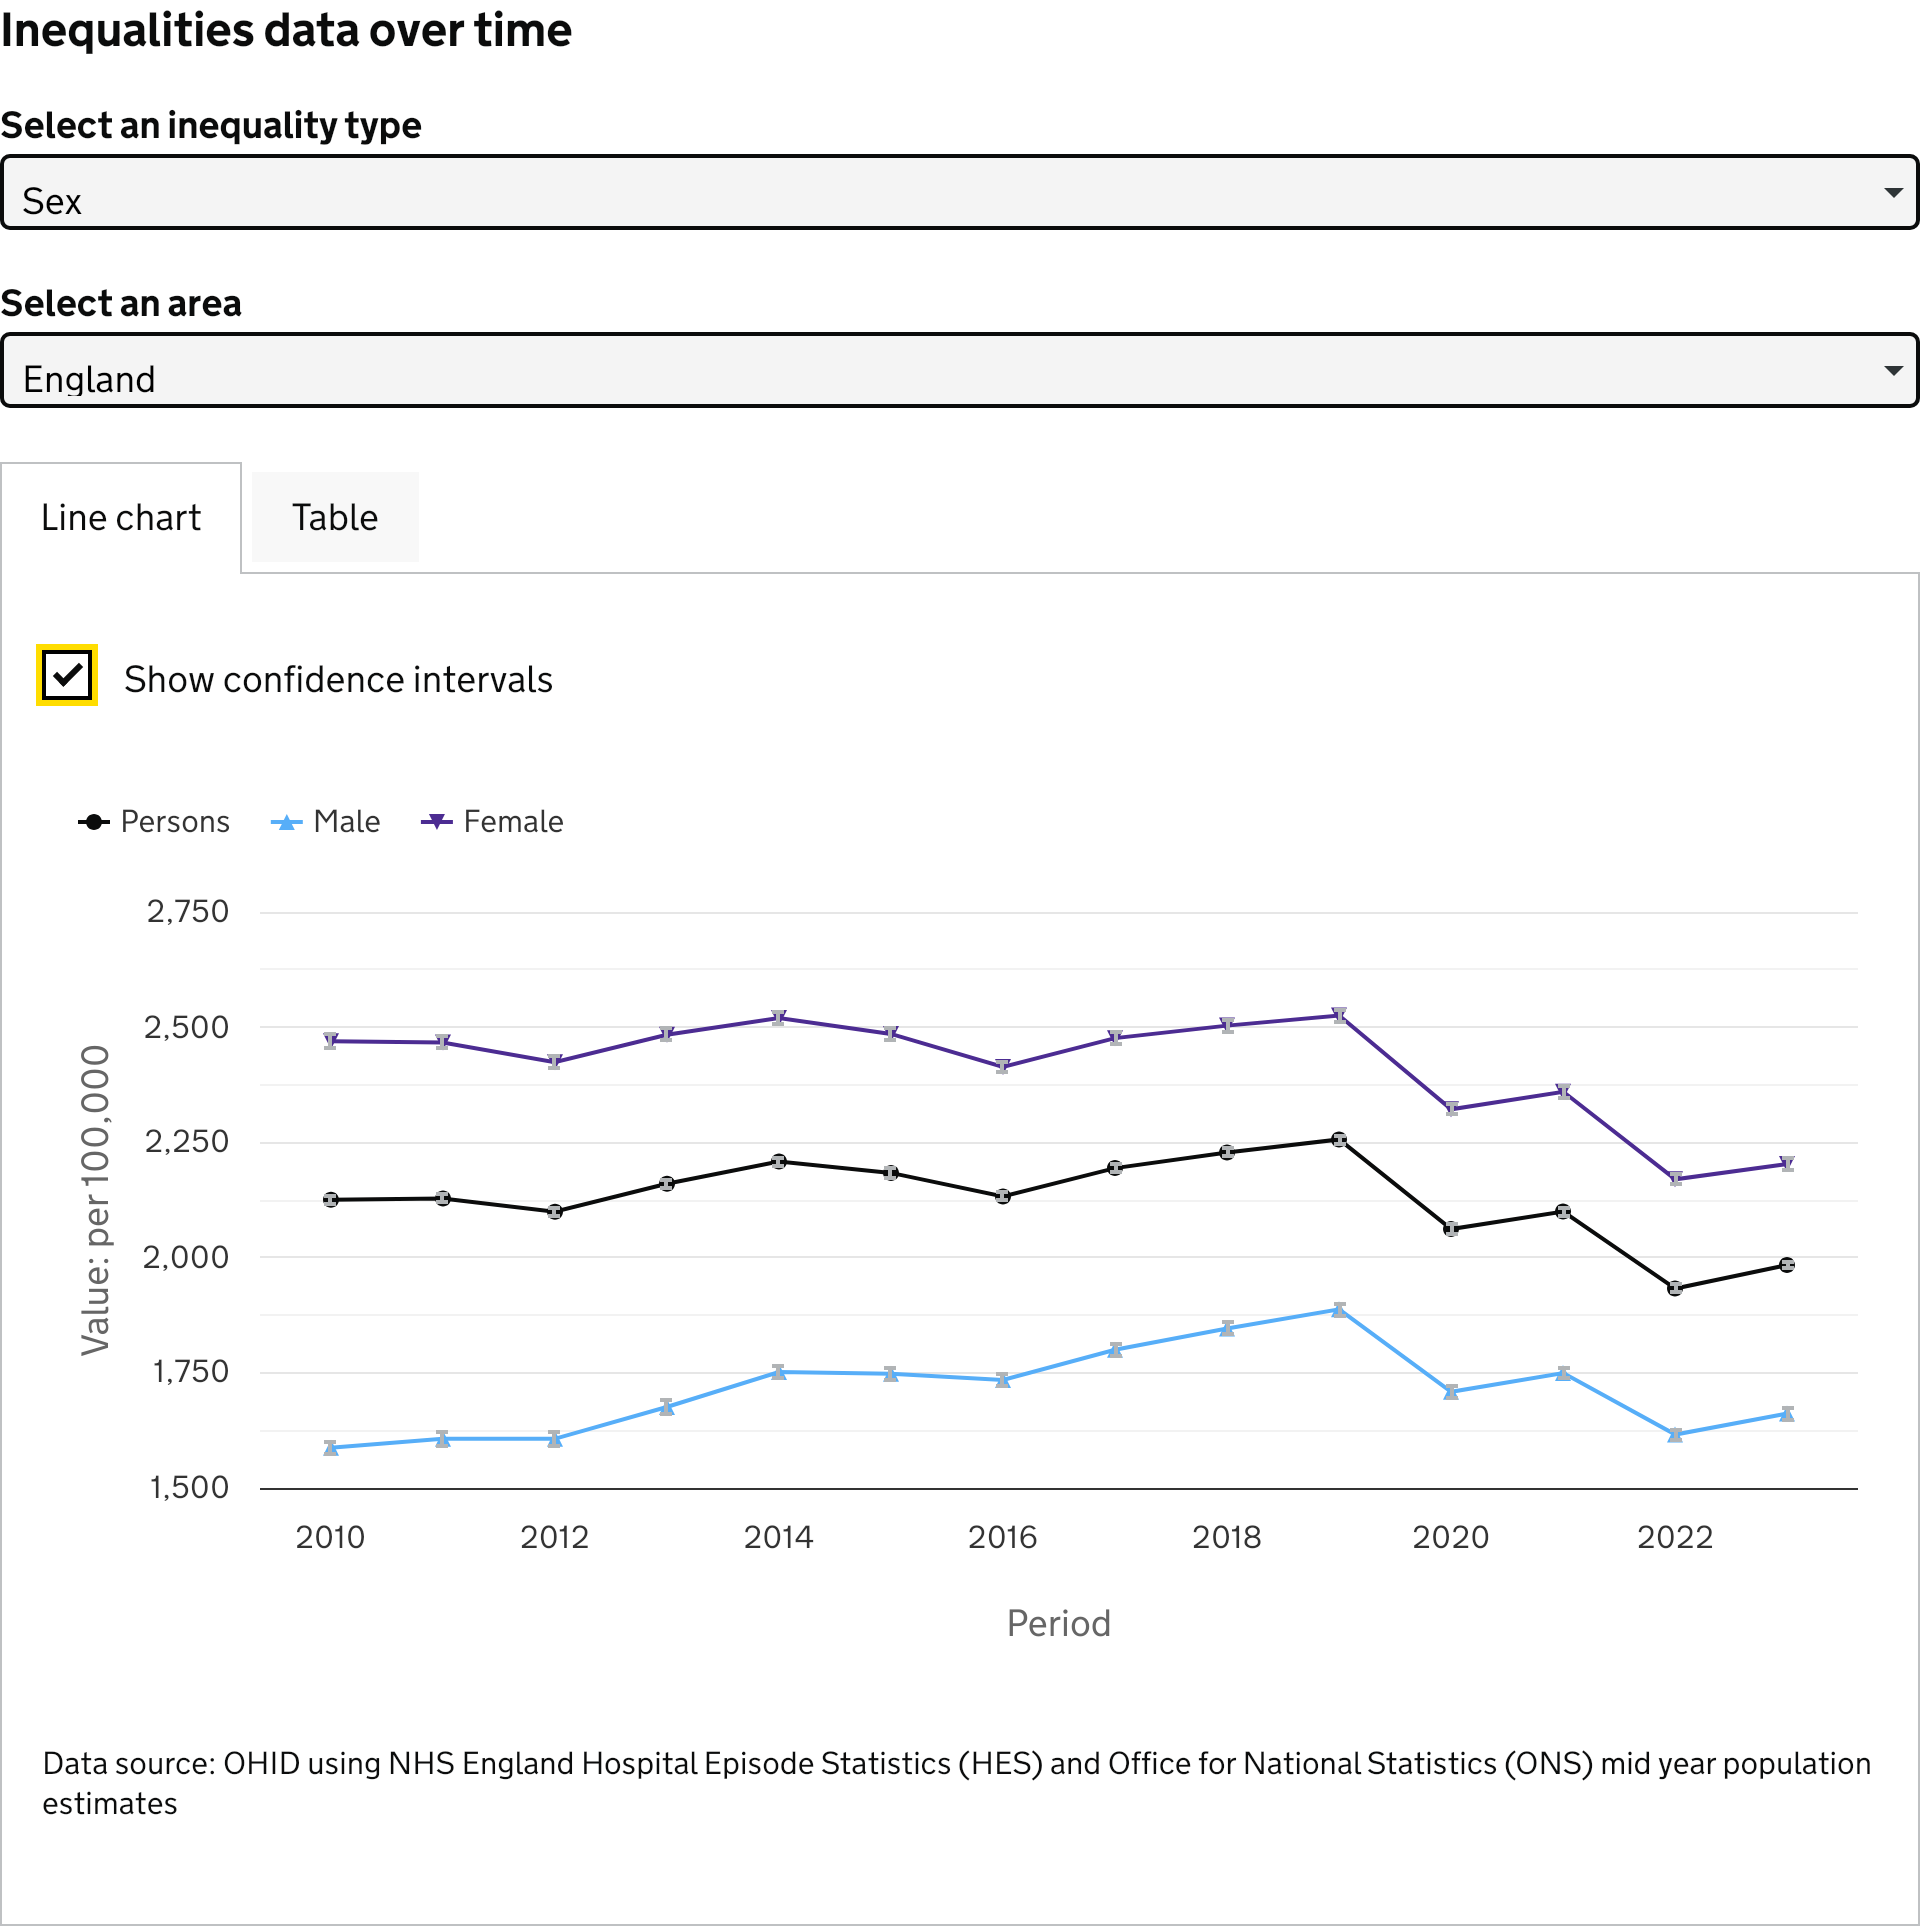 Inequalities data over time
Select an inequality type
Sex
Select an area
England
Line chart
Table
Show confidence intervals
Persons
Male
Female
2,750
2,500
2,250
2,000
1,750
1,500
Value: per 100,000
2010
2012
2014
2016
2018
2020
2022
Period
Data source: OHID using NHS England Hospital Episode Statistics (HES) and Office for National Statistics (ONS) mid year population
estimates